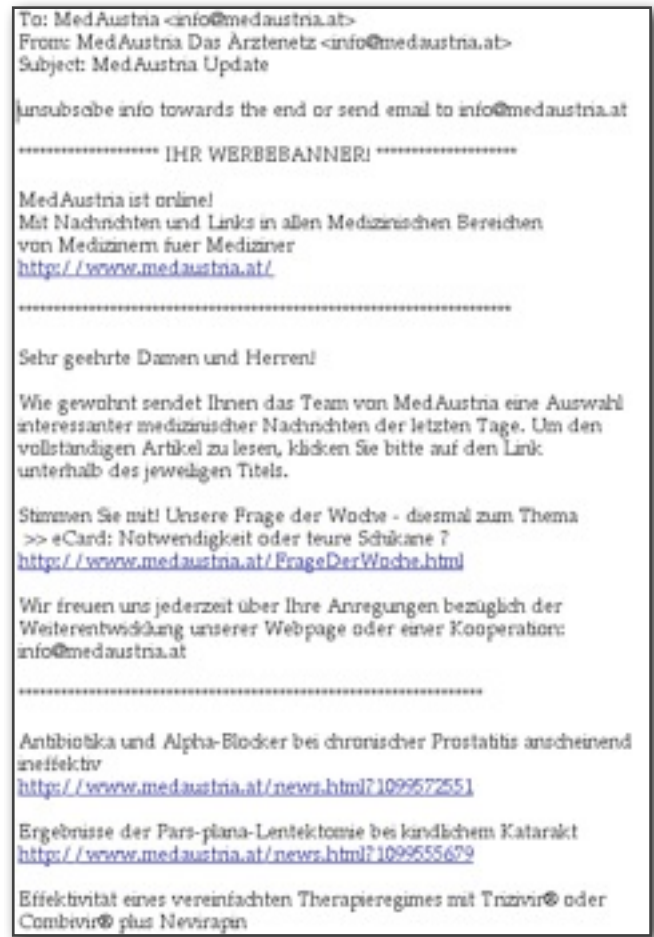 To: MedAustria <info@medaustria.at>
From: MedAustria Das Ärztenetz <info@medaustria.at>
Subject: MedAustria Update
unsubscibe info towards the end or send email to info@medaustria.at
******************** IHR WERBEBANNER! ********************
MedAustria ist online!
Mit Nachrichten und Links in allen Medizinischen Bereichen
von Medizinern fuer Mediziner
http://www.medaustria.at/
**********************************************************************
Sehr geehrte Damen und Herren!
Wie gewohnt sendet Ihnen das Team von MedAustria eine Auswahl
interessanter medizinischer Nachrichten der letzten Tage. Um den
vollständigen Artikel zu lesen, klicken Sie bitte auf den Link
unterhalb des jeweiligen Titels.
Stimmen Sie mit! Unsere Frage der Woche - diesmal zum Thema
>> eCard: Notwendigkeit oder teure Schikane ?
http://www.medaustria.at/FrageDerWoche.html
Wir freuen uns jederzeit über Ihre Anregungen bezüglich der
Weiterentwicklung unserer Webpage oder einer Kooperation:
info@medaustria.at
******************************************************************
Antibiotika und Alpha-Blocker bei chronischer Prostatitis anscheinend
ineffektiv
http://www.medaustria.at/news.html?1099572551
Ergebnisse der Pars-plana-Lentektomie bei kindlichem Katarakt
http://www.medaustria.at/news.html?1099555679
Effektivität eines vereinfachten Therapieregimes mit Trizivir® oder
Combivir® plus Nevirapin